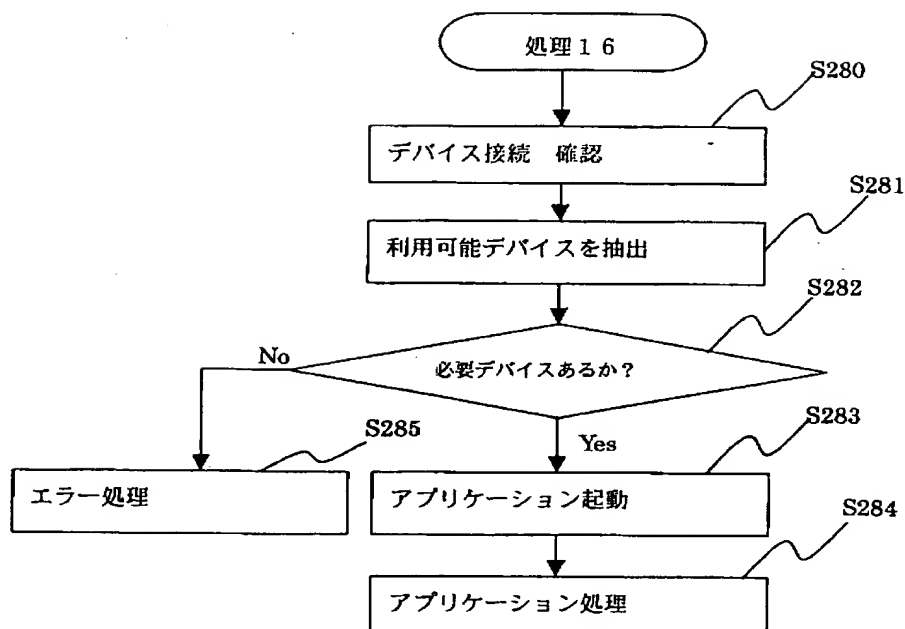 処理１６
S280
デバイス接続　確認
S281
利用可能デバイスを抽出
S282
必要デバイスあるか？
No
Yes
S285
エラー処理
S283
アプリケーション起動
S284
アプリケーション処理